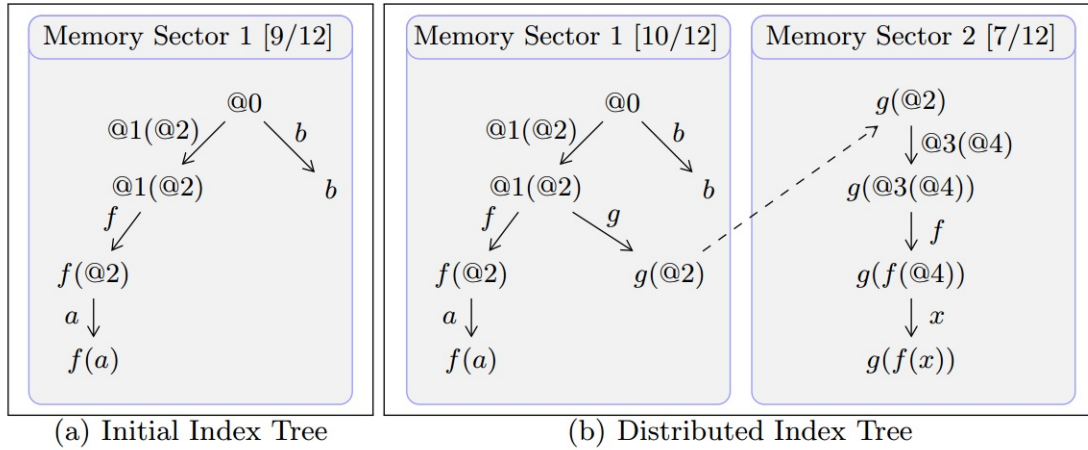 Memory Sector 1 [9/12]
@0
@1(@2)
b
@1(@2)
b
f
f(@2)
a
f(a)
(a) Initial Index Tree
Memory Sector 1 [10/12]
@0
@1(@2)
b
@1(@2)
b
f
g
f(@2)
g(@2)
a
f(a)
Memory Sector 2 [7/12]
g(@2)
@3(@4)
g(@3(@4))
f
g(f(@4))
x
g(f(x))
(b) Distributed Index Tree